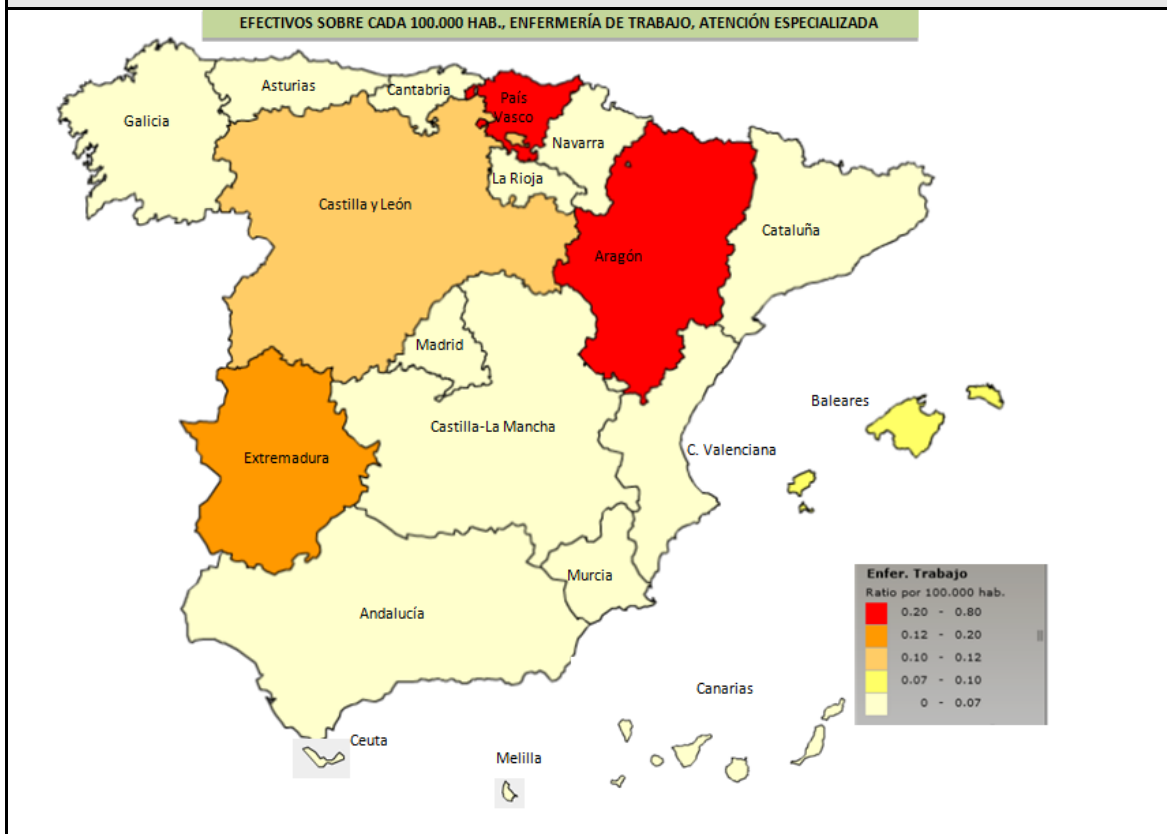 EFECTIVOS SOBRE CADA 100.000 HAB., ENFERMERÍA DE TRABAJO, ATENCIÓN ESPECIALIZADA
Asturias
Cantabria
País
Vasco
Galicia
Navarra
La Rioja
Castilla y León
Cataluña
Aragón
Madrid
Baleares
Castilla-La Mancha
C. Valenciana
Extremadura
Murcia
Andalucía
Enfer. Trabajo
Ratio por 100.000 hab.
0.20 - 0.80
0.12 - 0.20
0.10 - 0.12
0.07 - 0.10
0 - 0.07
Canarias
Ceuta
Melilla